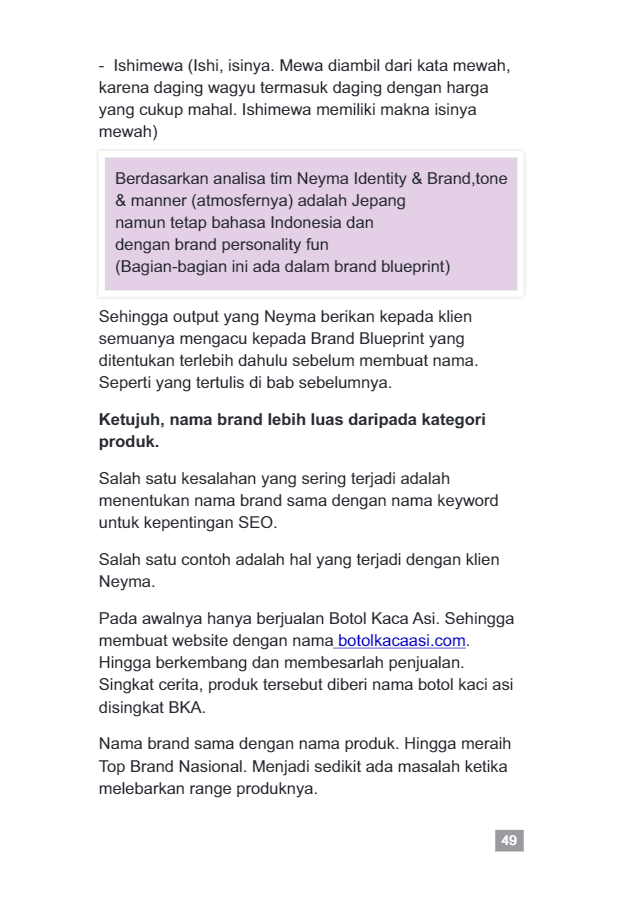 - Ishimewa (Ishi, isinya. Mewa diambil dari kata mewah,
karena daging wagyu termasuk daging dengan harga
yang cukup mahal. Ishimewa memiliki makna isinya
mewah)
Berdasarkan analisa tim Neyma Identity & Brand,tone
& manner (atmosfernya) adalah Jepang
namun tetap bahasa Indonesia dan
dengan brand personality fun
(Bagian-bagian ini ada dalam brand blueprint)
Sehingga output yang Neyma berikan kepada klien
semuanya mengacu kepada Brand Blueprint yang
ditentukan terlebih dahulu sebelum membuat nama.
Seperti yang tertulis di bab sebelumnya.
Ketujuh, nama brand lebih luas daripada kategori
produk.
Salah satu kesalahan yang sering terjadi adalah
menentukan nama brand sama dengan nama keyword
untuk kepentingan SEO.
Salah satu contoh adalah hal yang terjadi dengan klien
Neyma.
Pada awalnya hanya berjualan Botol Kaca Asi. Sehingga
membuat website dengan nama botolkacaasi.com.
Hingga berkembang dan membesarlah penjualan.
Singkat cerita, produk tersebut diberi nama botol kaci asi
disingkat BKA.
Nama brand sama dengan nama produk. Hingga meraih
Top Brand Nasional. Menjadi sedikit ada masalah ketika
melebarkan range produknya.
49